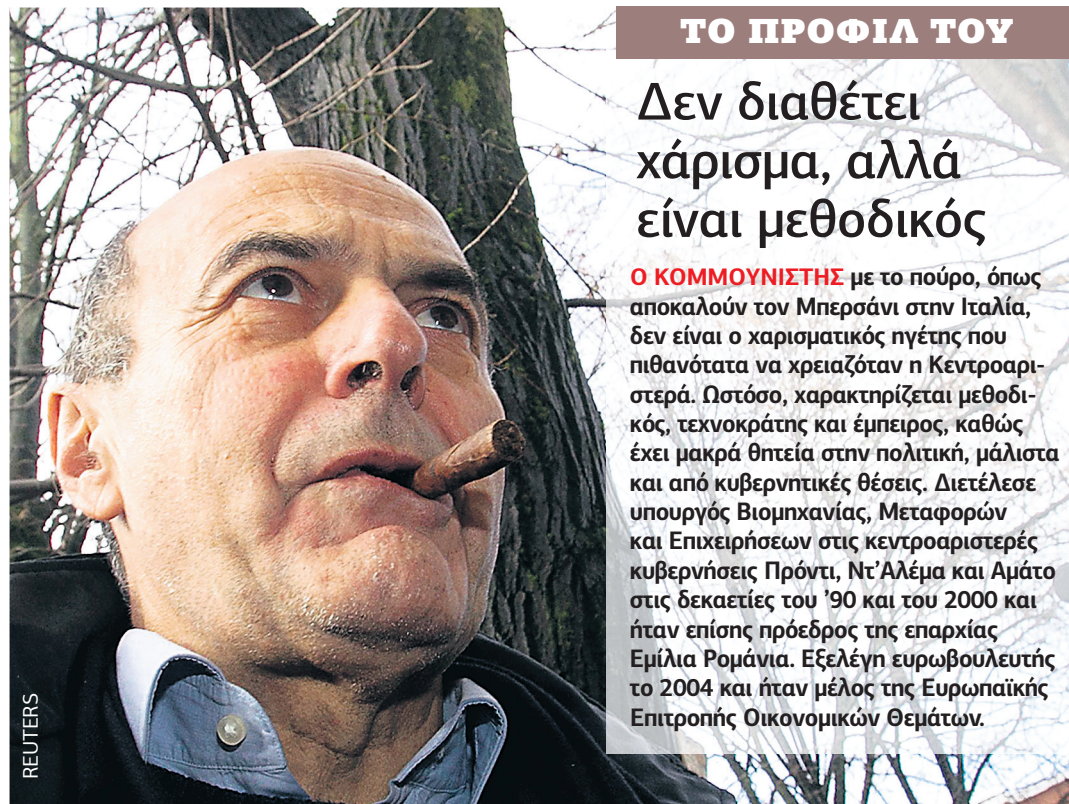 ΤΟ ΠΡΟΦΙΛ ΤΟΥ
Δεν διαθέτει
χάρισμα, αλλά
είναι μεθοδικός
Ο ΚΟΜΜΟΥΝΙΣΤΗΣ με το πούρο, όπως
αποκαλούν τον Μπερσάνι στην Ιταλία,
δεν είναι ο χαρισματικός ηγέτης που
πιθανότατα να χρειαζόταν η Κεντροαρι-
στερά. Ωστόσο, χαρακτηρίζεται μεθοδι-
κός, τεχνοκράτης και έμπειρος, καθώς
έχει μακρά θητεία στην πολιτική, μάλιστα
και από κυβερνητικές θέσεις. Διετέλεσε
υπουργός Βιομηχανίας, Μεταφορών
και Επιχειρήσεων στις κεντροαριστερές
κυβερνήσεις Πρόντι, Ντ’Αλέμα και Αμάτο
στις δεκαετίες του ’90 και του 2000 και
ήταν επίσης πρόεδρος της επαρχίας
Εμίλια Ρομάνια. Εξελέγη ευρωβουλευτής
το 2004 και ήταν μέλος της Ευρωπαϊκής
Επιτροπής Οικονομικών Θεμάτων.
REUTERS